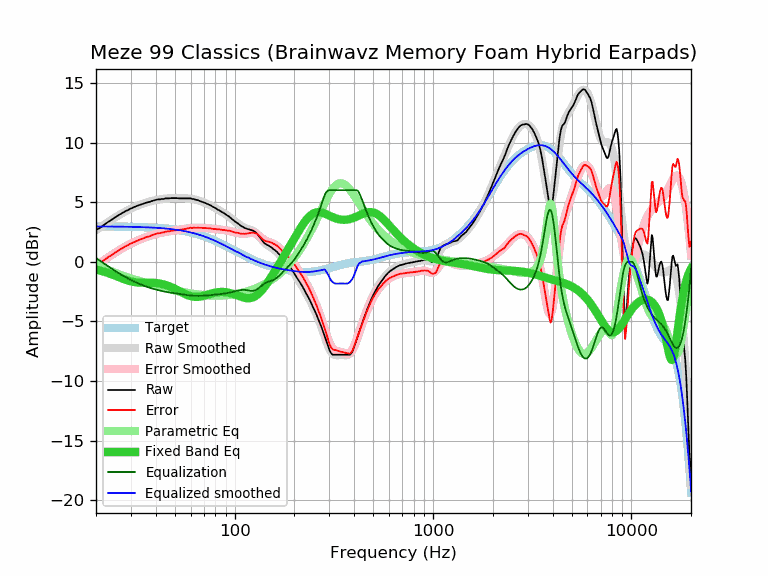 Meze 99 Classics (Brainwavz Memory Foam Hybrid Earpads)
15
10
5
0
−5
−10
−15
−20
Amplitude (dBr)
Target
Raw Smoothed
Error Smoothed
Raw
Error
Parametric Eq
Fixed Band Eq
Equalization
Equalized smoothed
100
1000
10000
Frequency (Hz)